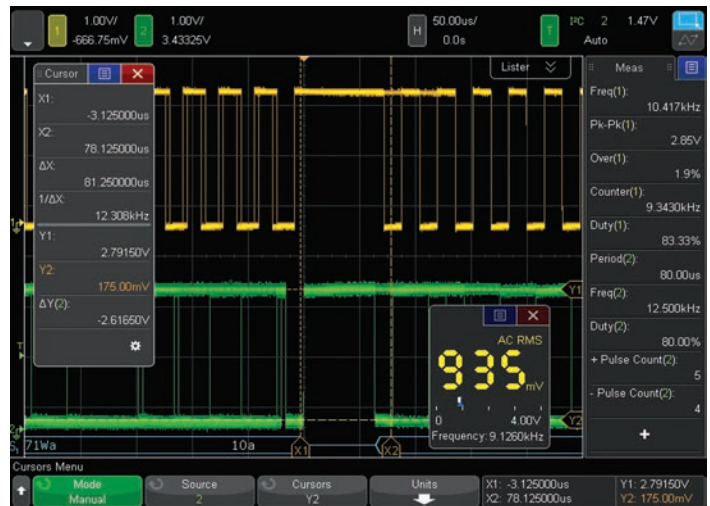 1 1.00V/ -666.75mV 2 1.00V/ 3.43325V H 50.00us/ 0.0s T I²C 2 1.47V Auto
Lister
Cursor
X1:
-3.125000us
X2:
78.125000us
ΔX:
81.250000us
1/ΔX:
12.308kHz
Y1:
2.79150V
Y2:
175.00mV
ΔY(2):
-2.61650V
Meas
Freq(1):
10.417kHz
Pk-Pk(1):
2.85V
Over(1):
1.9%
Counter(1):
9.3430kHz
Duty(1):
83.33%
Period(2):
80.00us
Freq(2):
12.500kHz
Duty(2):
80.00%
+ Pulse Count(2):
5
- Pulse Count(2):
4
+
AC RMS
935 mV
0 4.00V
Frequency: 9.1260kHz
1
Y1
T
2
Y2
S1 71Wa 10a X1 X2
Cursors Menu
Mode
Manual
Source
2
Cursors
Y2
Units
X1: -3.125000us
X2: 78.125000us
Y1: 2.79150V
Y2: 175.00mV